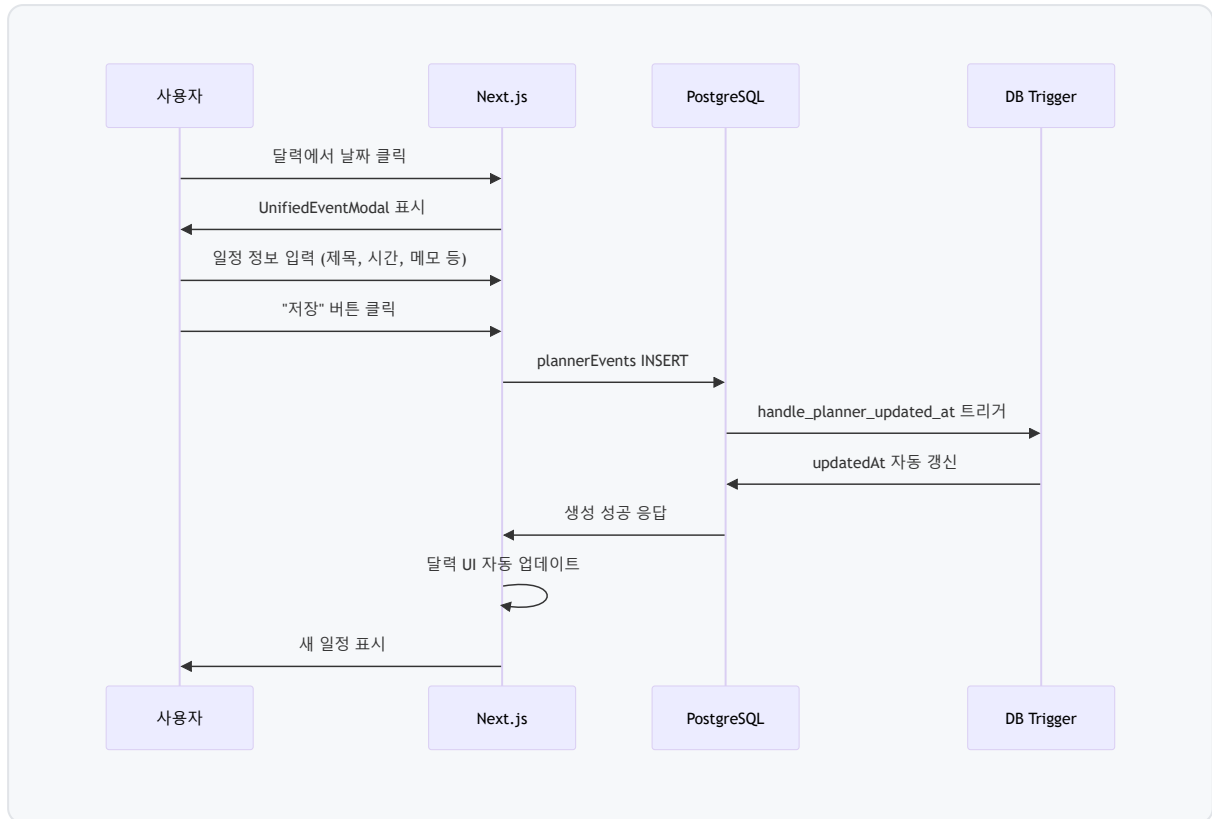 사용자
Next.js
PostgreSQL
DB Trigger
달력에서 날짜 클릭
UnifiedEventModal 표시
일정 정보 입력 (제목, 시간, 메모 등)
"저장" 버튼 클릭
plannerEvents INSERT
handle_planner_updated_at 트리거
updatedAt 자동 갱신
생성 성공 응답
달력 UI 자동 업데이트
새 일정 표시
사용자
Next.js
PostgreSQL
DB Trigger